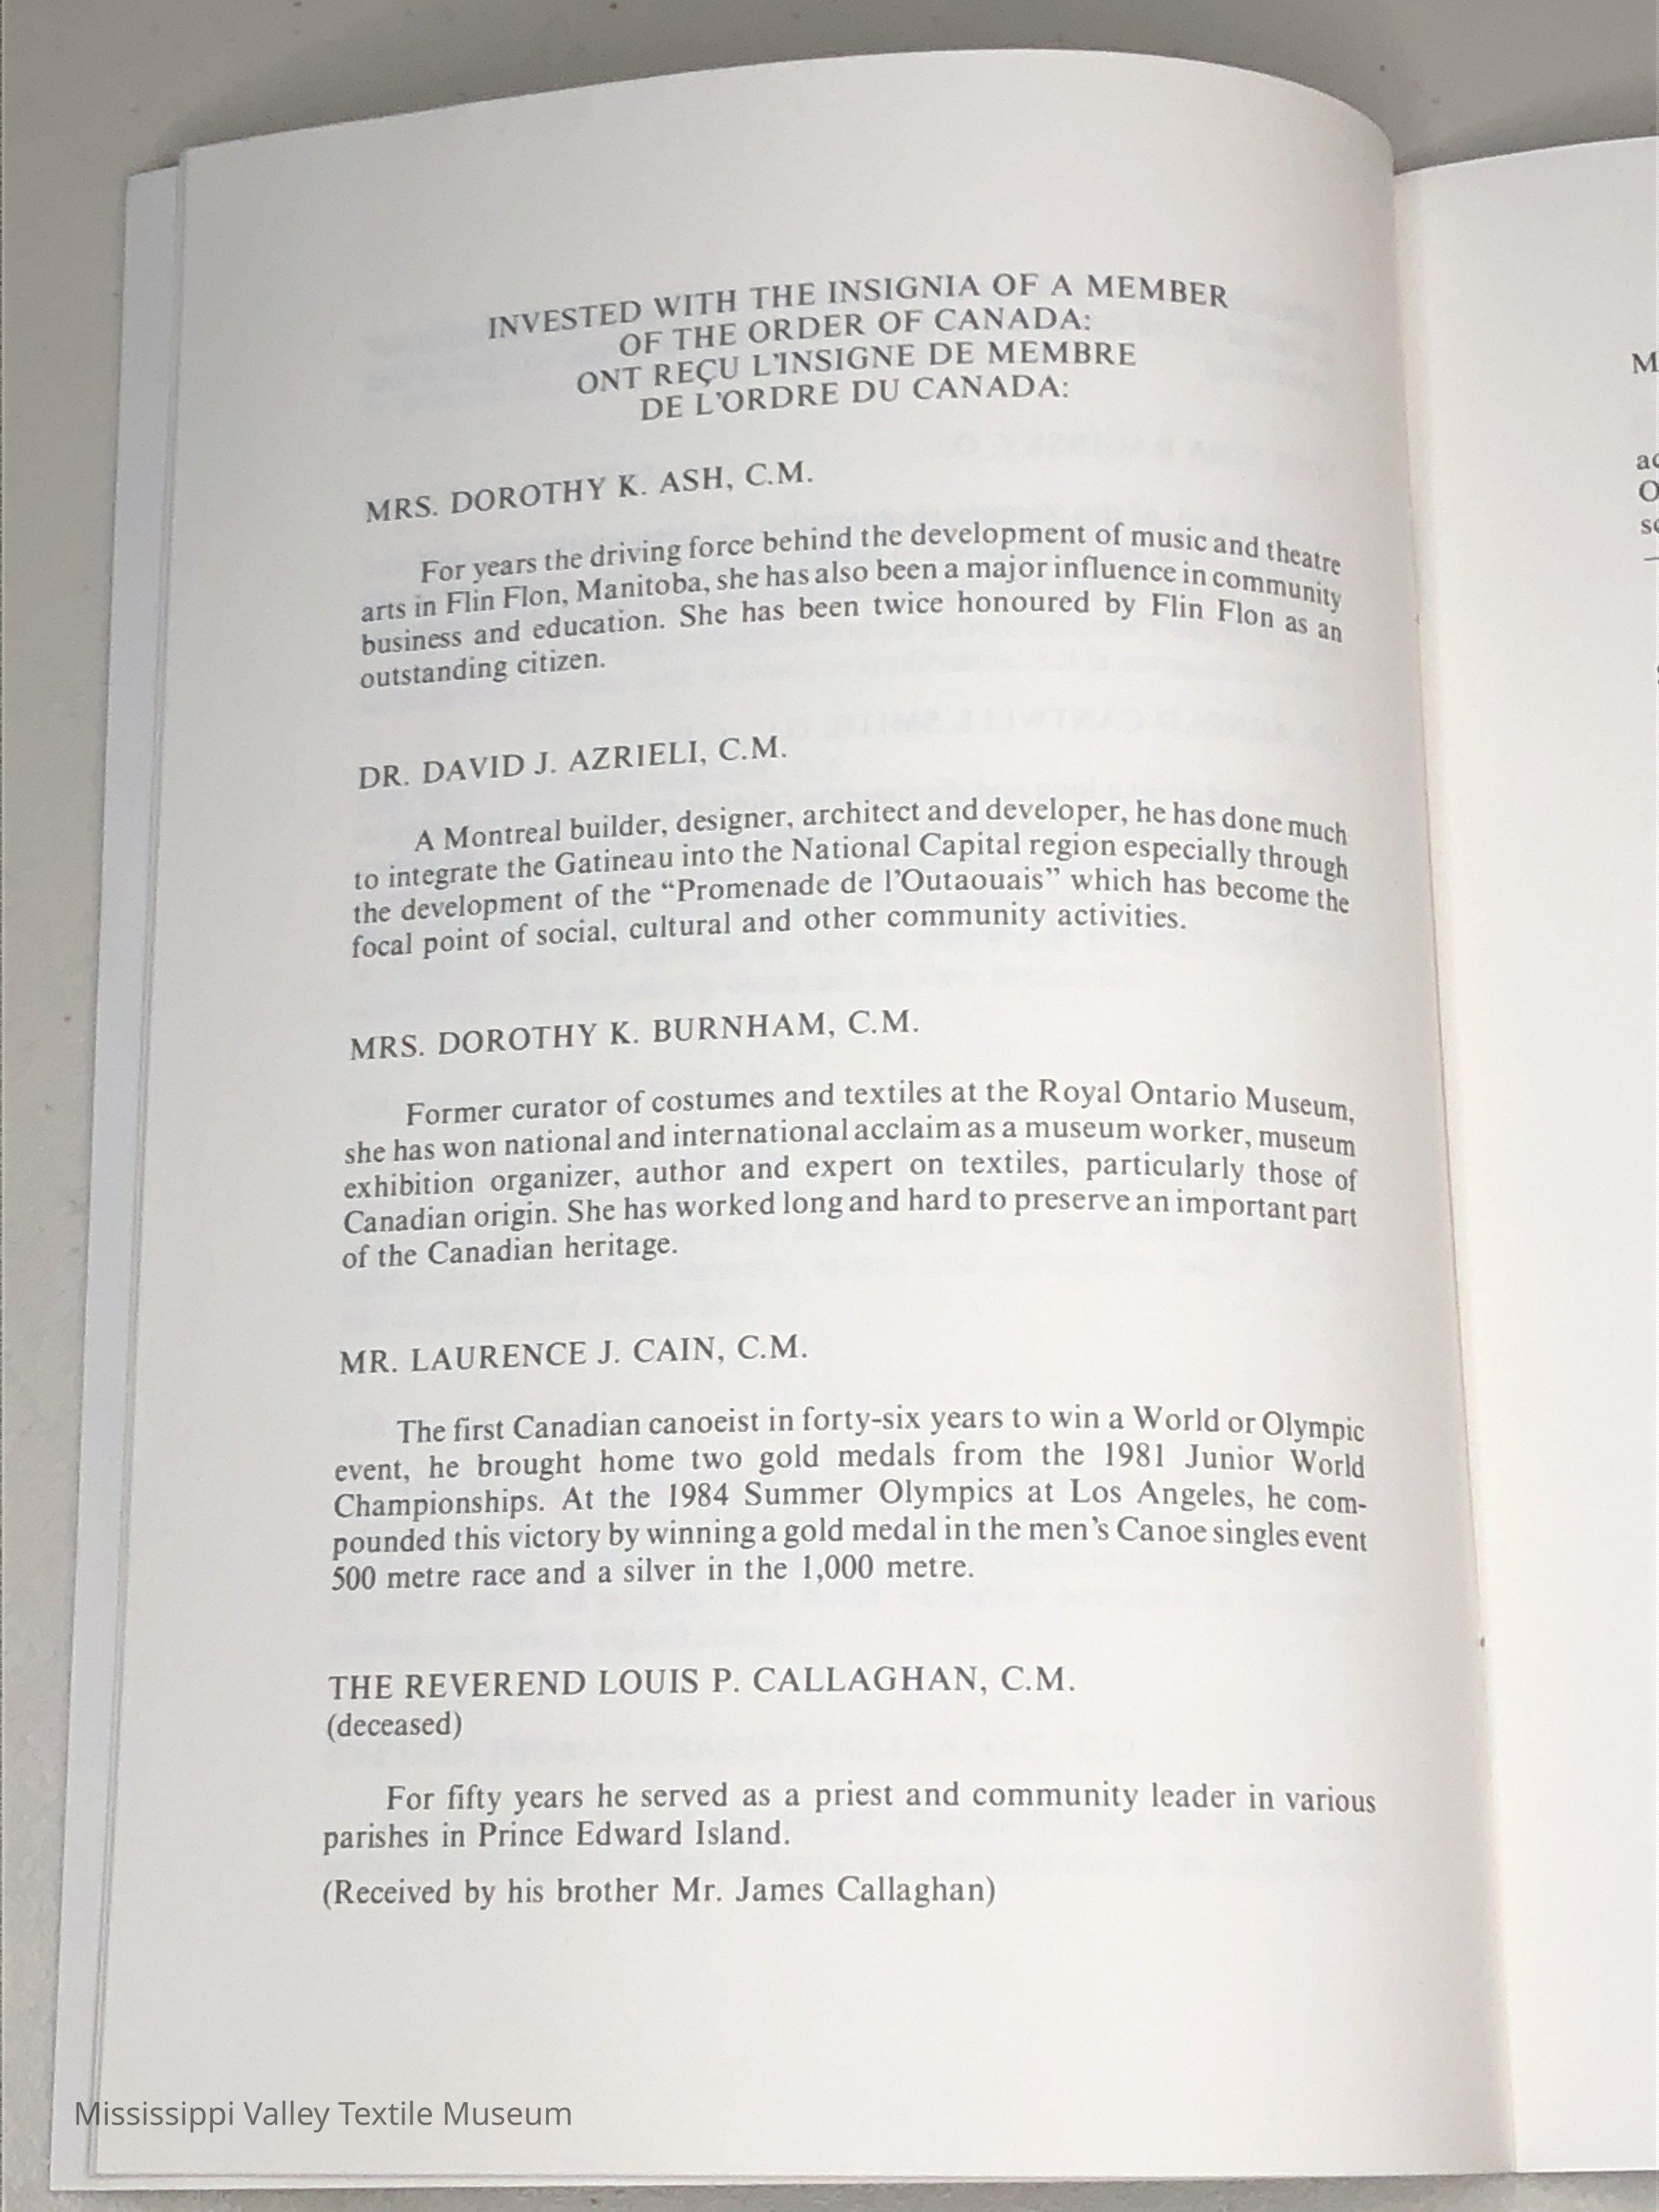 INVESTED WITH THE INSIGNIA OF A MEMBER
OF THE ORDER OF CANADA:
ONT REÇU L'INSIGNE DE MEMBRE
DE L'ORDRE DU CANADA:
MRS. DOROTHY K. ASH, C.M.
For years the driving force behind the development of music and theatre
arts in Flin Flon, Manitoba, she has also been a major influence in community
business and education. She has been twice honoured by Flin Flon as an
outstanding citizen.
DR. DAVID J. AZRIELI, C.M.
A Montreal builder, designer, architect and developer, he has done much
to integrate the Gatineau into the National Capital region especially through
the development of the “Promenade de l'Outaouais” which has become the
focal point of social, cultural and other community activities.
MRS. DOROTHY K. BURNHAM, C.M.
Former curator of costumes and textiles at the Royal Ontario Museum,
she has won national and international acclaim as a museum worker, museum
exhibition organizer, author and expert on textiles, particularly those of
Canadian origin. She has worked long and hard to preserve an important part
of the Canadian heritage.
MR. LAURENCE J. CAIN, C.M.
The first Canadian canoeist in forty-six years to win a World or Olympic
event, he brought home two gold medals from the 1981 Junior World
Championships. At the 1984 Summer Olympics at Los Angeles, he com-
pounded this victory by winning a gold medal in the men's Canoe singles event
500 metre race and a silver in the 1,000 metre.
THE REVEREND LOUIS P. CALLAGHAN, C.M.
(deceased)
For fifty years he served as a priest and community leader in various
parishes in Prince Edward Island.
(Received by his brother Mr. James Callaghan)
Mississippi Valley Textile Museum